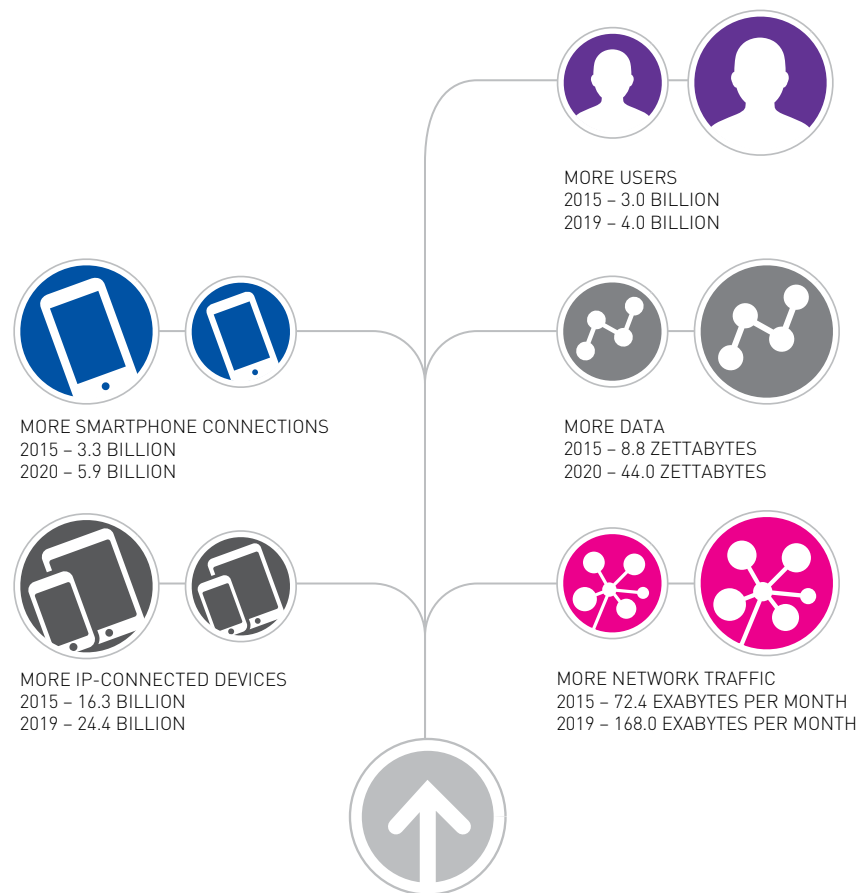 MORE USERS
2015 – 3.0 BILLION
2019 – 4.0 BILLION
MORE SMARTPHONE CONNECTIONS
2015 – 3.3 BILLION
2020 – 5.9 BILLION
MORE DATA
2015 – 8.8 ZETTABYTES
2020 – 44.0 ZETTABYTES
MORE IP-CONNECTED DEVICES
2015 – 16.3 BILLION
2019 – 24.4 BILLION
MORE NETWORK TRAFFIC
2015 – 72.4 EXABYTES PER MONTH
2019 – 168.0 EXABYTES PER MONTH